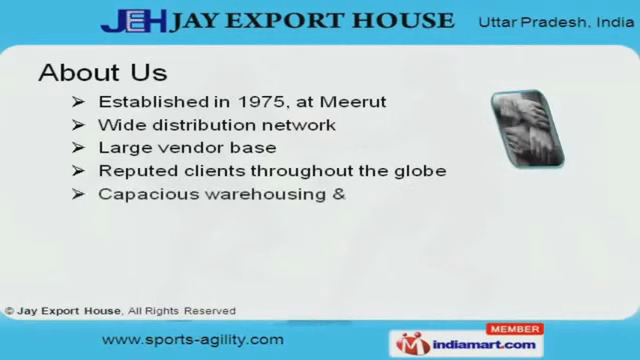 JEH JAY EXPORT HOUSE Uttar Pradesh, India
About Us
➢ Established in 1975, at Meerut
➢ Wide distribution network
➢ Large vendor base
➢ Reputed clients throughout the globe
➢ Capacious warehousing &
© Jay Export House, All Rights Reserved
MEMBER
www.sports-agility.com
indiamart.com